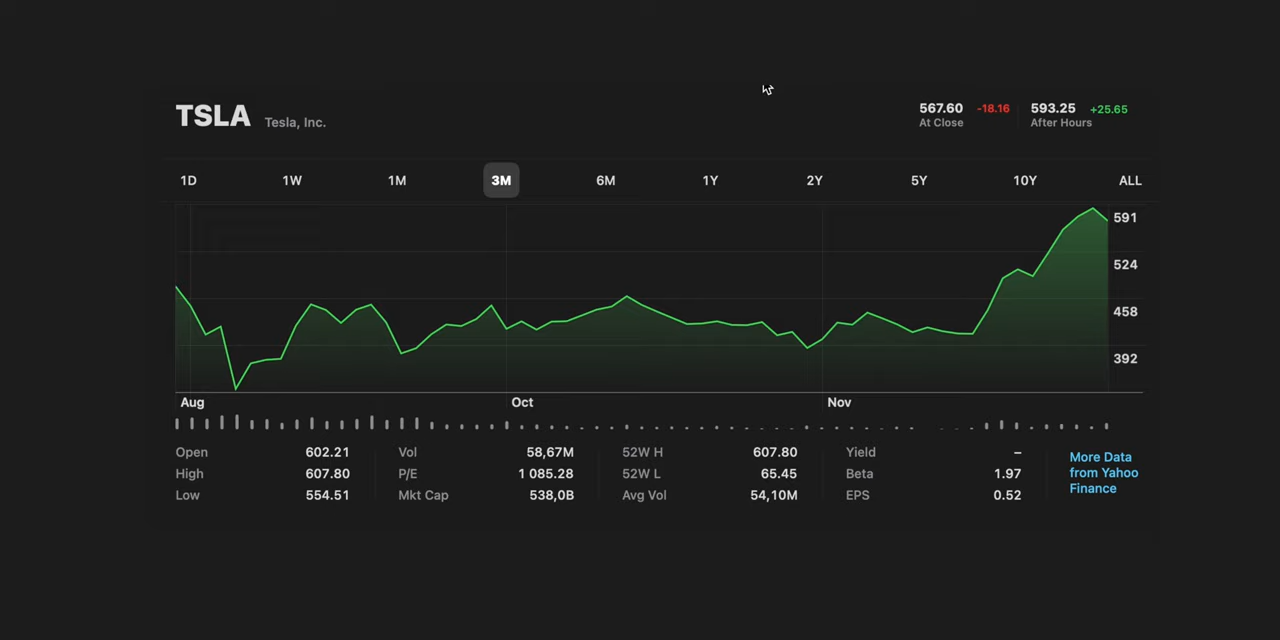 TSLA Tesla, Inc.
567.60 -18.16 593.25 +25.65
At Close After Hours
1D 1W 1M 3M 6M 1Y 2Y 5Y 10Y ALL
591
524
458
392
Aug Oct Nov
Open 602.21 Vol 58,67M 52W H 607.80 Yield –
High 607.80 P/E 1 085.28 52W L 65.45 Beta 1.97
Low 554.51 Mkt Cap 538,0B Avg Vol 54,10M EPS 0.52
More Data
from Yahoo
Finance